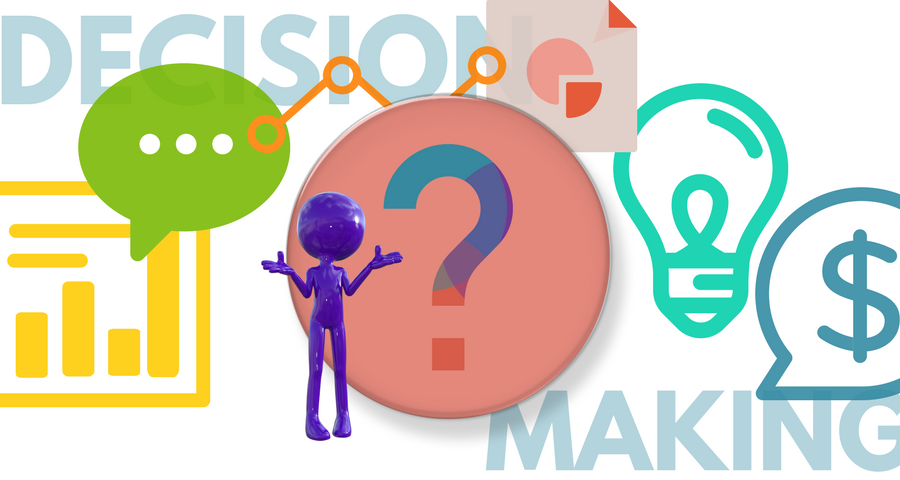 DECISION
?
$
MAKING